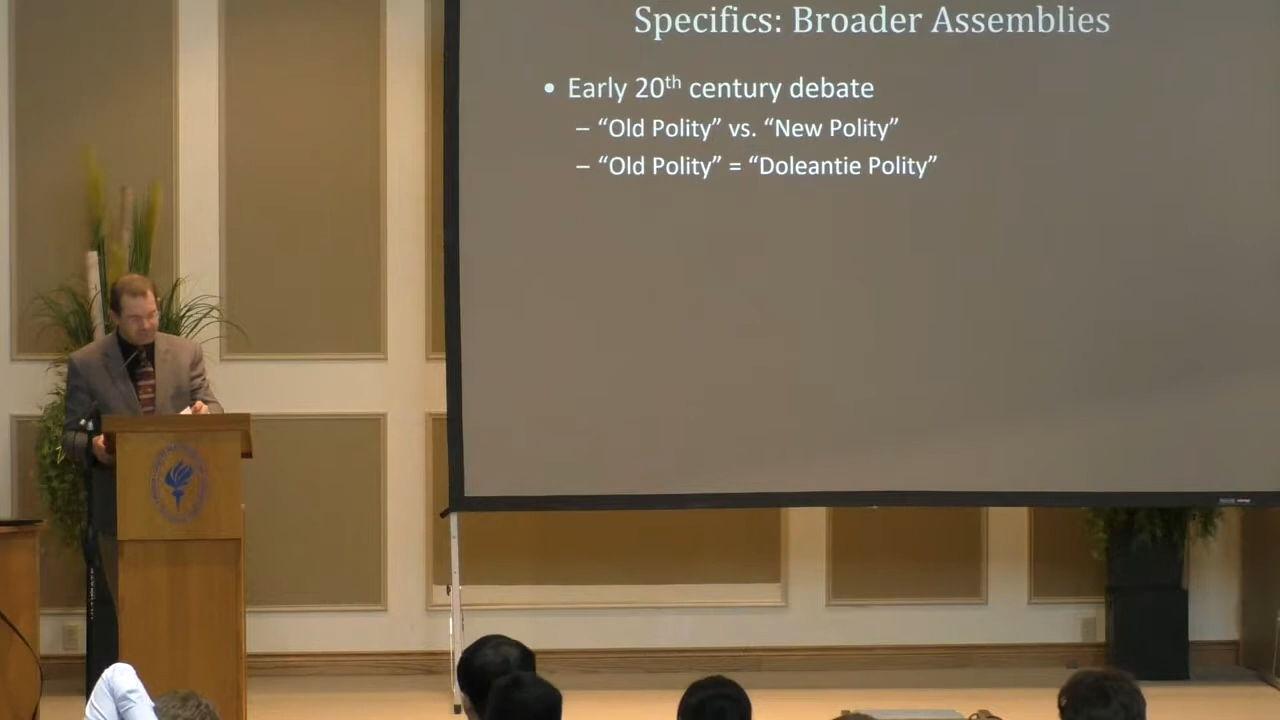 Specifics: Broader Assemblies
• Early 20th century debate
– “Old Polity” vs. “New Polity”
– “Old Polity” = “Doleantie Polity”